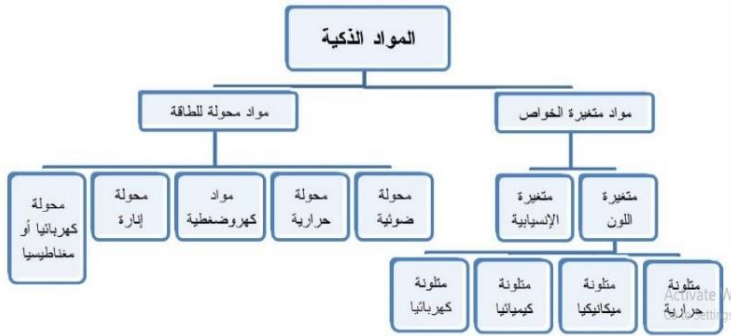 المواد الذكية
مواد متغيرة الخواص
مواد محولة للطاقة
متغيرة
اللون
متغيرة
الإنسيابية
محولة
ضوئية
محولة
حرارية
مواد
كهروضغطية
محولة
إنارة
محولة
كهربائيا أو
مغناطيسيا
متلونة
حرارية
متلونة
ميكانيكيا
متلونة
كيميائيا
متلونة
كهربائيا
Activate W
Settings